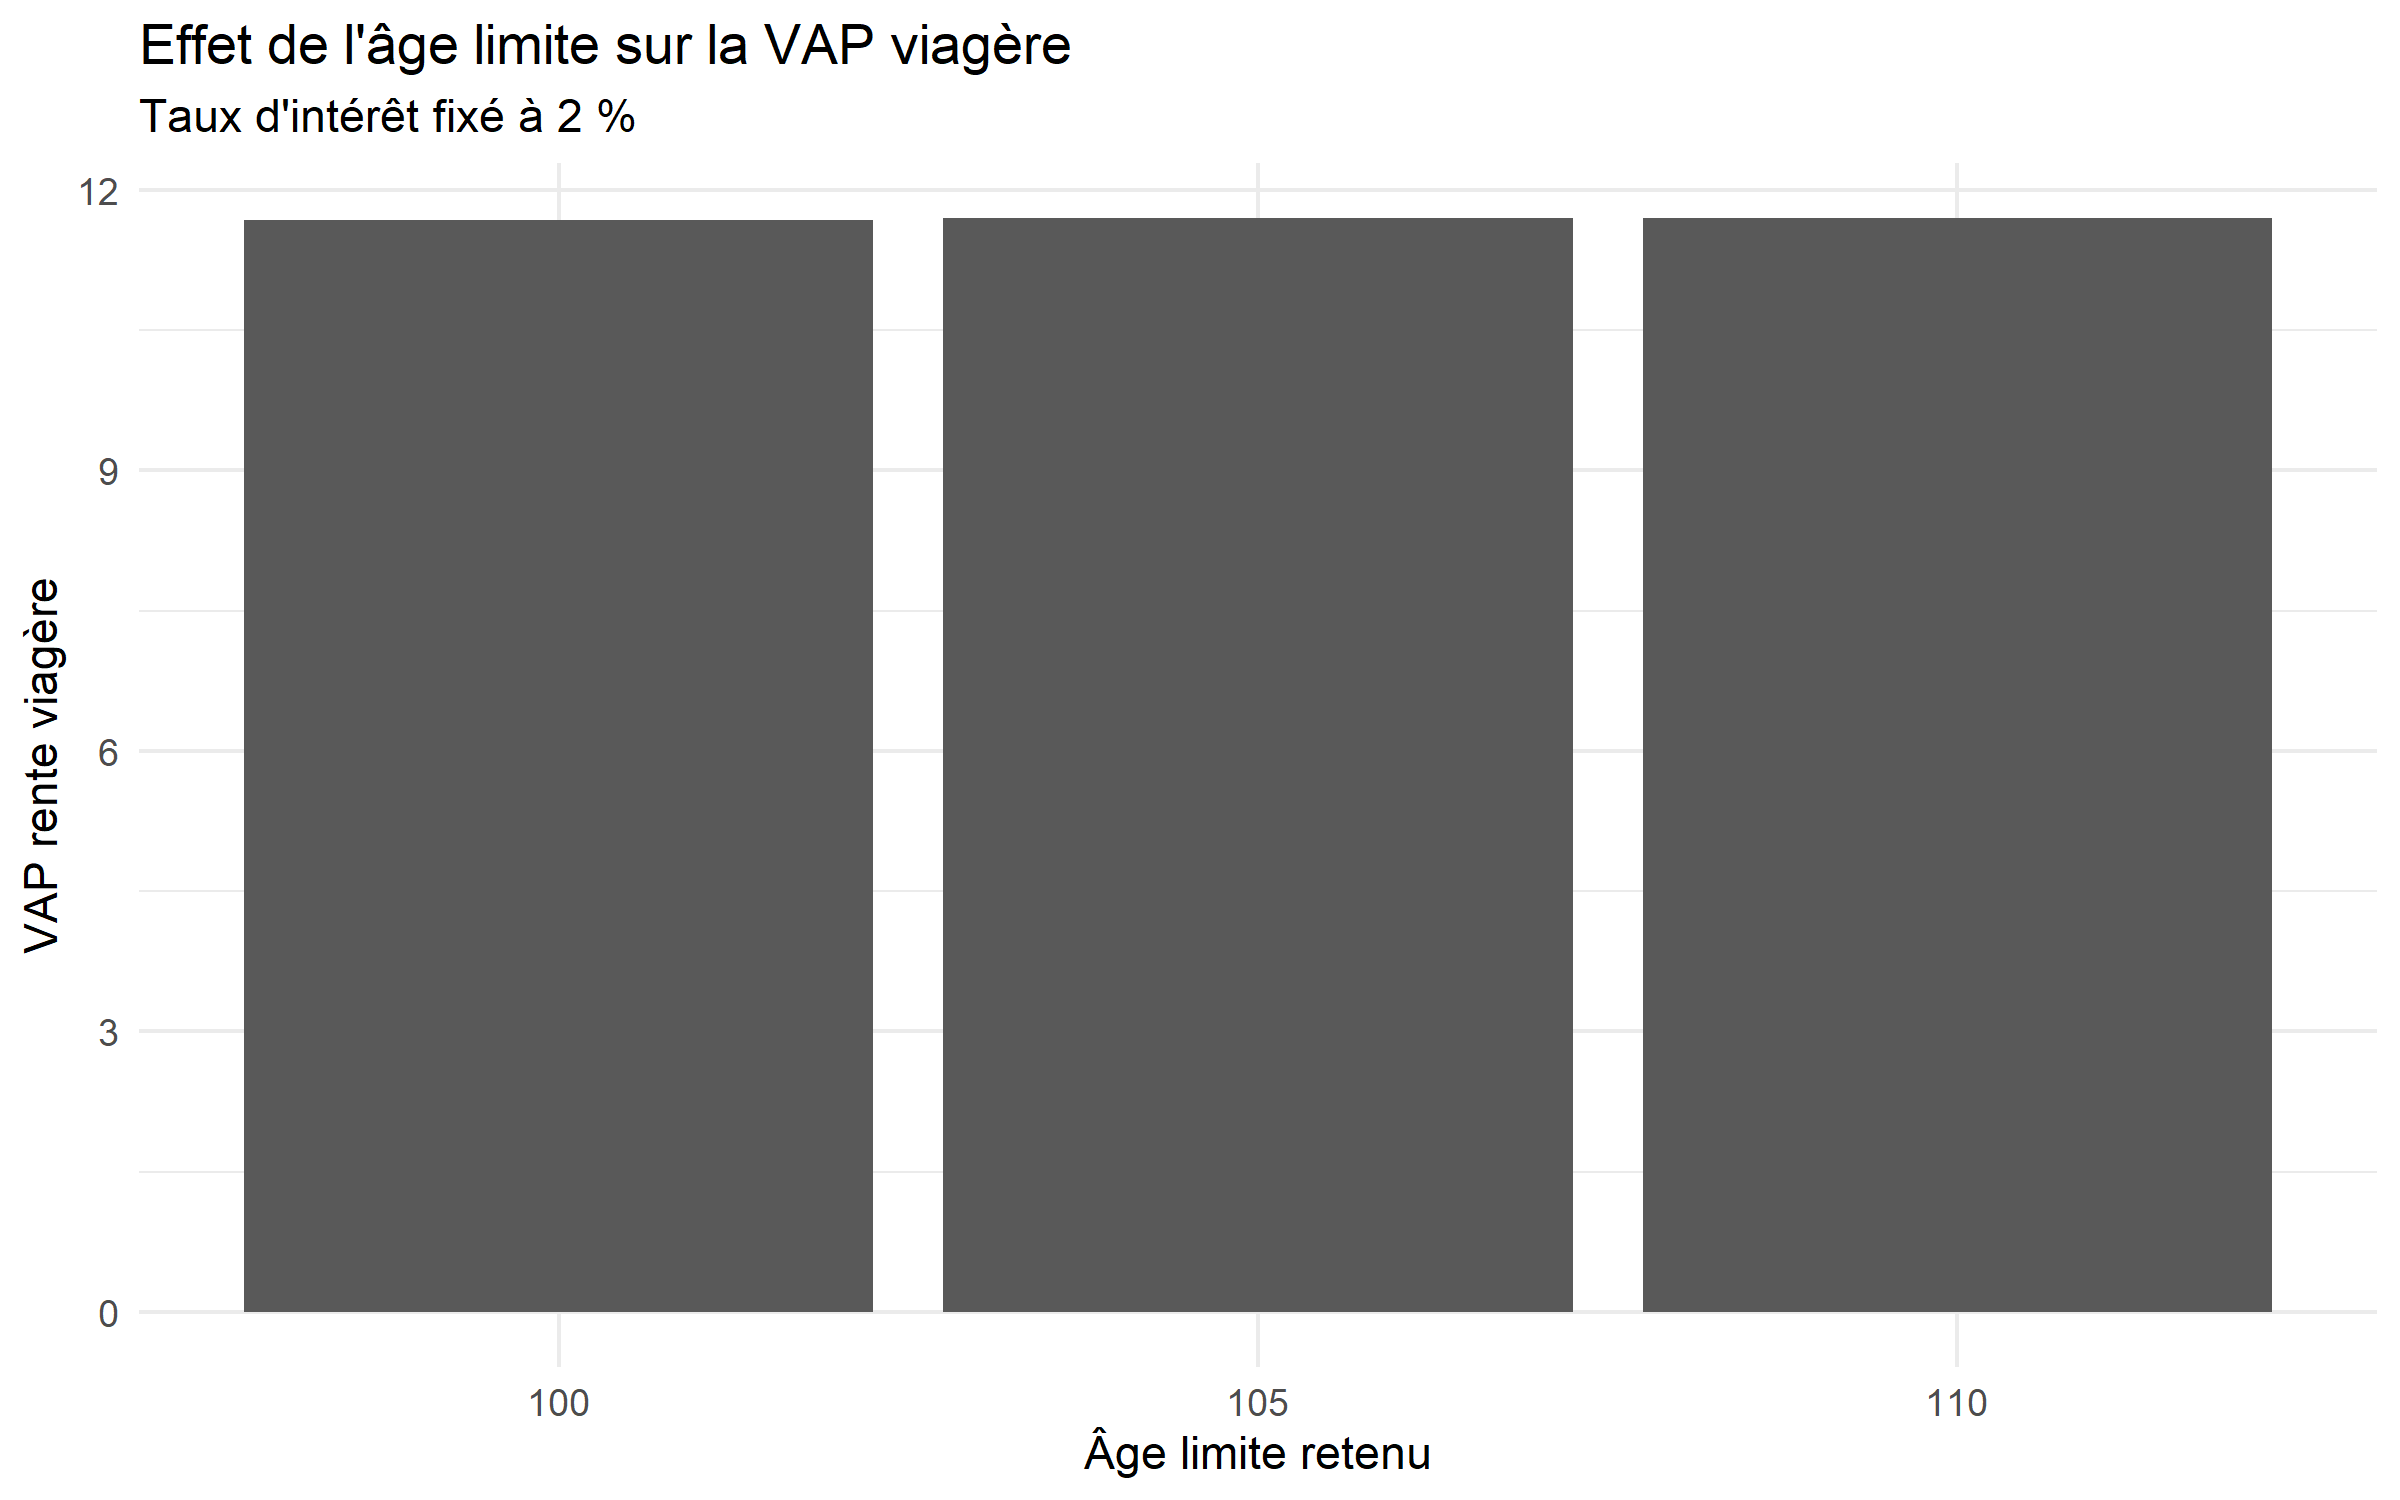 Effet de l'âge limite sur la VAP viagère
Taux d'intérêt fixé à 2 %
12
9
6
3
0
VAP rente viagère
100 105 110
Âge limite retenu